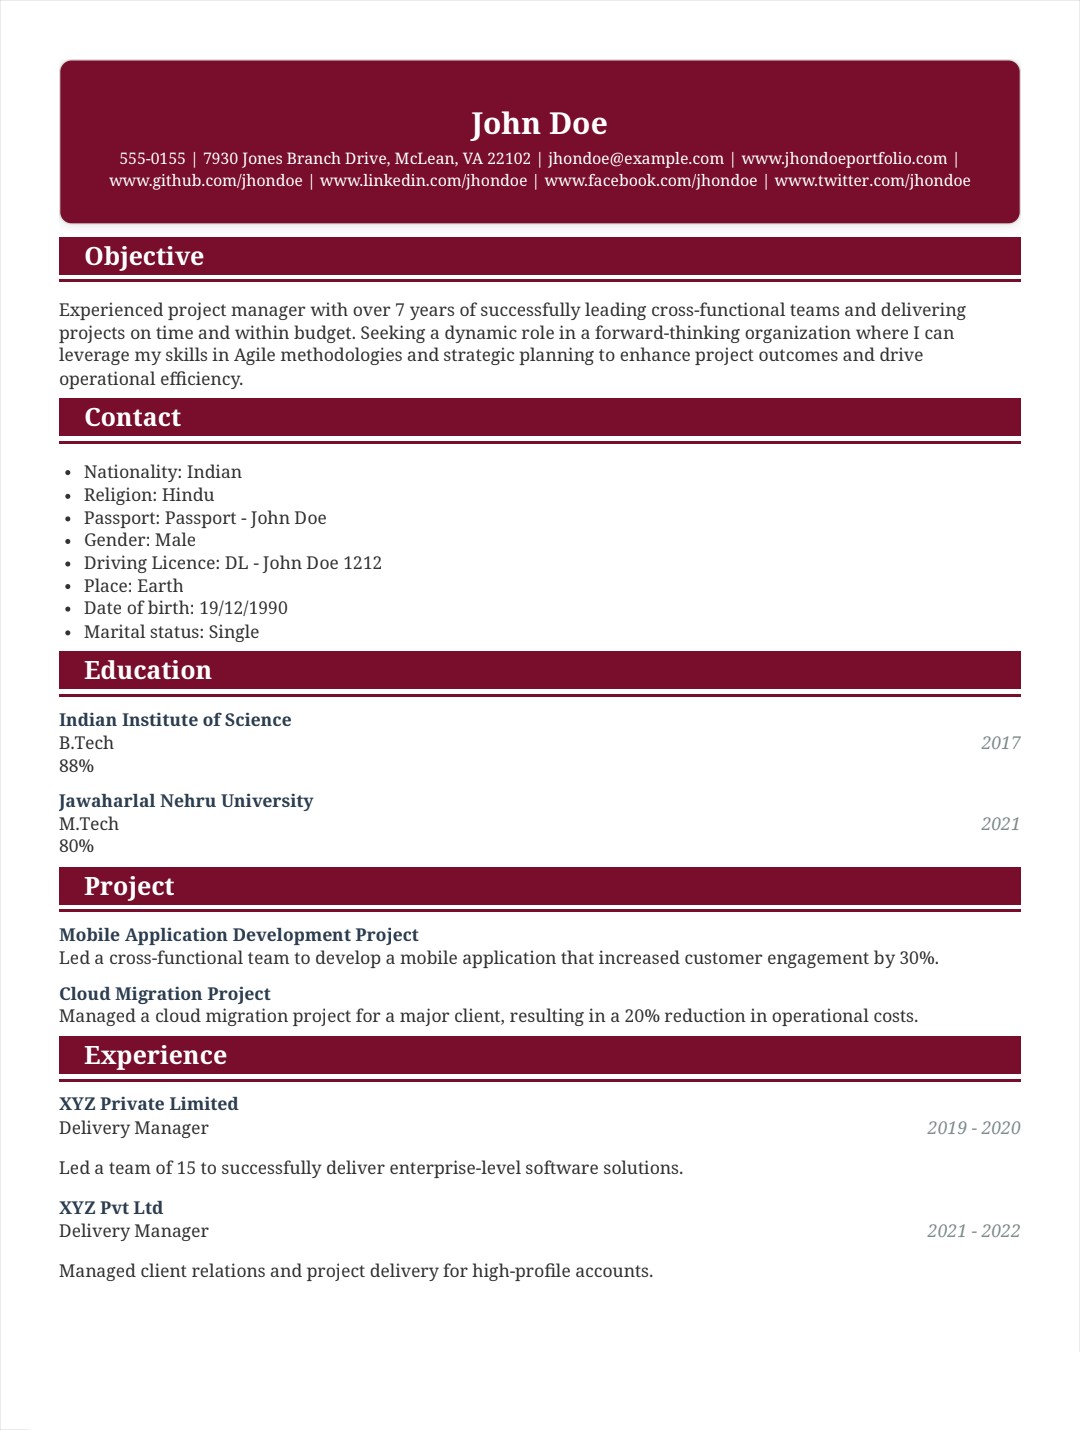 John Doe
555-0155 | 7930 Jones Branch Drive, McLean, VA 22102 | jhondoe@example.com | www.jhondoeportfolio.com |
www.github.com/jhondoe | www.linkedin.com/jhondoe | www.facebook.com/jhondoe | www.twitter.com/jhondoe
Objective
Experienced project manager with over 7 years of successfully leading cross-functional teams and delivering
projects on time and within budget. Seeking a dynamic role in a forward-thinking organization where I can
leverage my skills in Agile methodologies and strategic planning to enhance project outcomes and drive
operational efficiency.
Contact
• Nationality: Indian
• Religion: Hindu
• Passport: Passport - John Doe
• Gender: Male
• Driving Licence: DL - John Doe 1212
• Place: Earth
• Date of birth: 19/12/1990
• Marital status: Single
Education
Indian Institute of Science
B.Tech 2017
88%
Jawaharlal Nehru University
M.Tech 2021
80%
Project
Mobile Application Development Project
Led a cross-functional team to develop a mobile application that increased customer engagement by 30%.
Cloud Migration Project
Managed a cloud migration project for a major client, resulting in a 20% reduction in operational costs.
Experience
XYZ Private Limited
Delivery Manager 2019 - 2020
Led a team of 15 to successfully deliver enterprise-level software solutions.
XYZ Pvt Ltd
Delivery Manager 2021 - 2022
Managed client relations and project delivery for high-profile accounts.